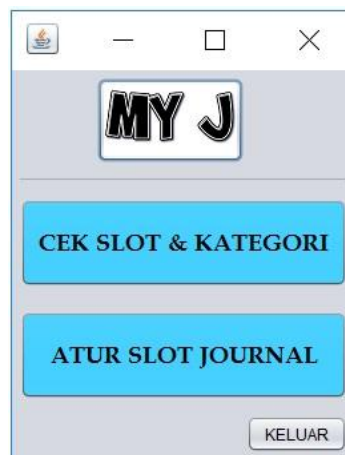 MY J
CEK SLOT & KATEGORI
ATUR SLOT JOURNAL
KELUAR